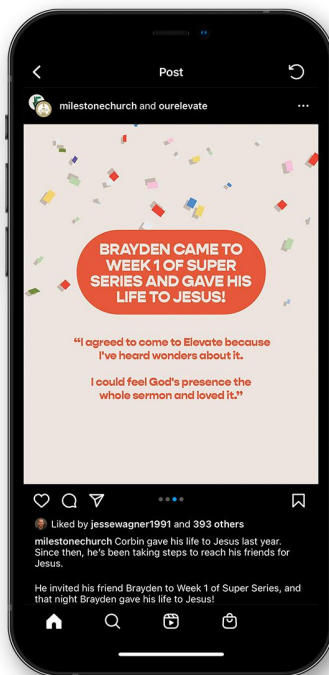 Post
milestonechurch and ourelevate
BRAYDEN CAME TO
WEEK 1 OF SUPER
SERIES AND GAVE HIS
LIFE TO JESUS!
“I agreed to come to Elevate because
I've heard wonders about it.
I could feel God's presence the
whole sermon and loved it.”
Liked by jessewagner1991 and 393 others
milestonechurch Corbin gave his life to Jesus last year.
Since then, he's been taking steps to reach his friends for
Jesus.
He invited his friend Brayden to Week 1 of Super Series, and
that night Brayden gave his life to Jesus!